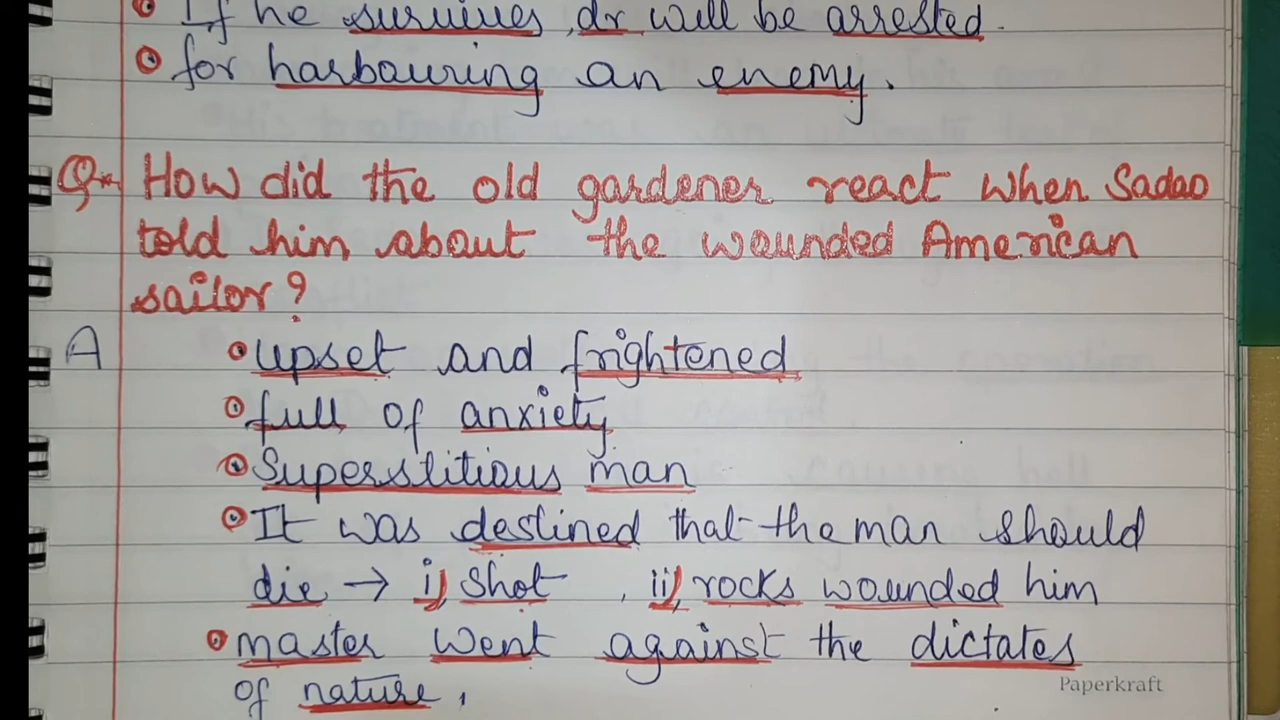 If he survives, dr will be arrested.
for harbouring an enemy.
Q How did the old gardener react when Sadao
told him about the wounded American
sailor?
A upset and frightened
full of anxiety
Superstitious man
It was destined that the man should
die → i) shot , ii) rocks wounded him
master went against the dictates
of nature,
Paperkraft